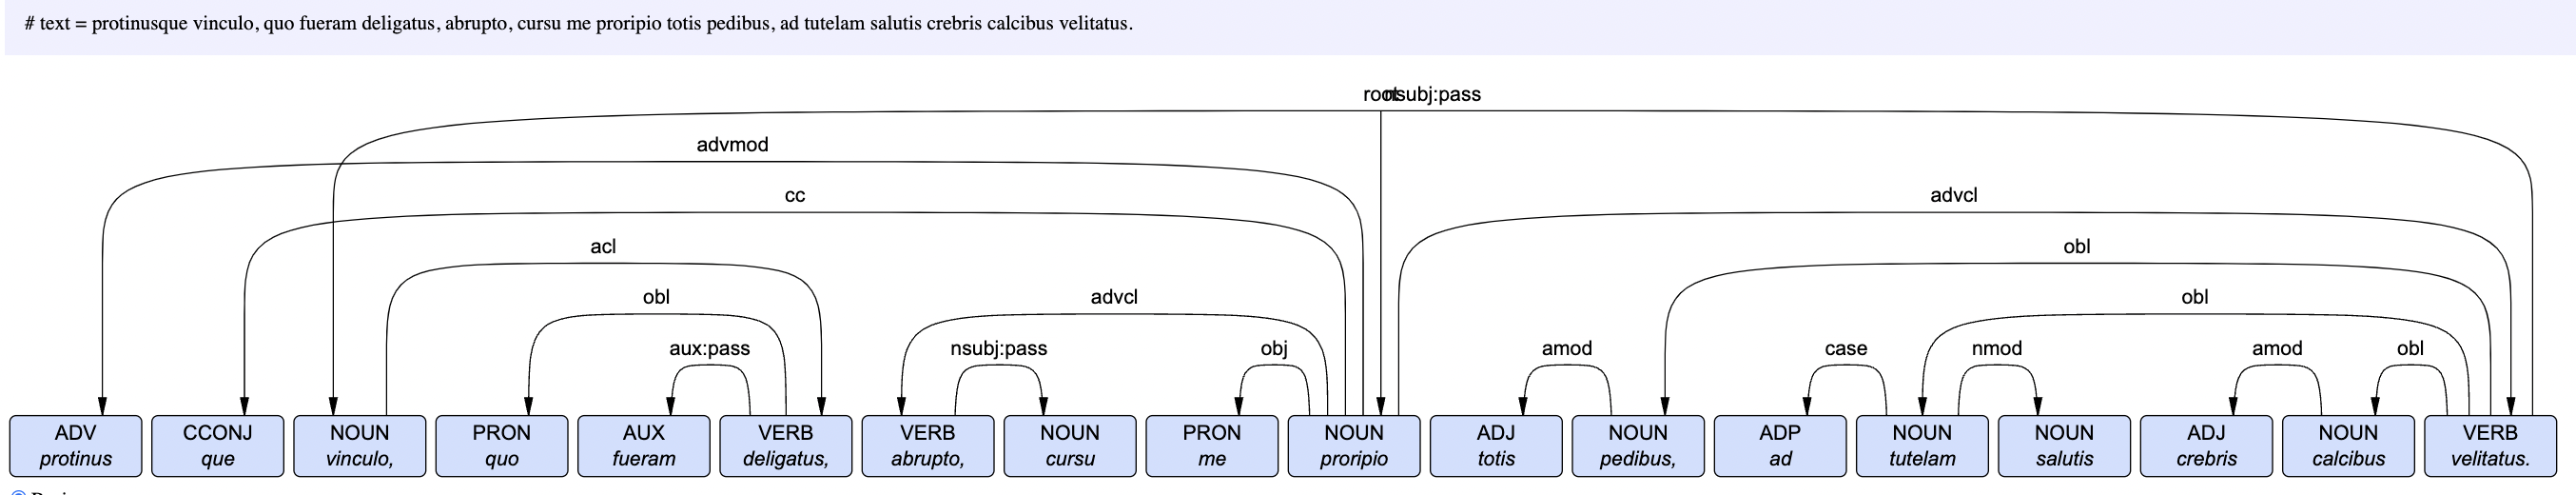 # text = protinusque vinculo, quo fueram deligatus, abrupto, cursu me proripio totis pedibus, ad tutelam salutis crebris calcibus velitatus.
root nsubj:pass
advmod
cc advcl
acl obl
obl advcl obl
aux:pass nsubj:pass obj amod case nmod amod obl
ADV CCONJ NOUN PRON AUX VERB VERB NOUN PRON NOUN ADJ NOUN ADP NOUN NOUN ADJ NOUN VERB
protinus que vinculo, quo fueram deligatus, abrupto, cursu me proripio totis pedibus, ad tutelam salutis crebris calcibus velitatus.